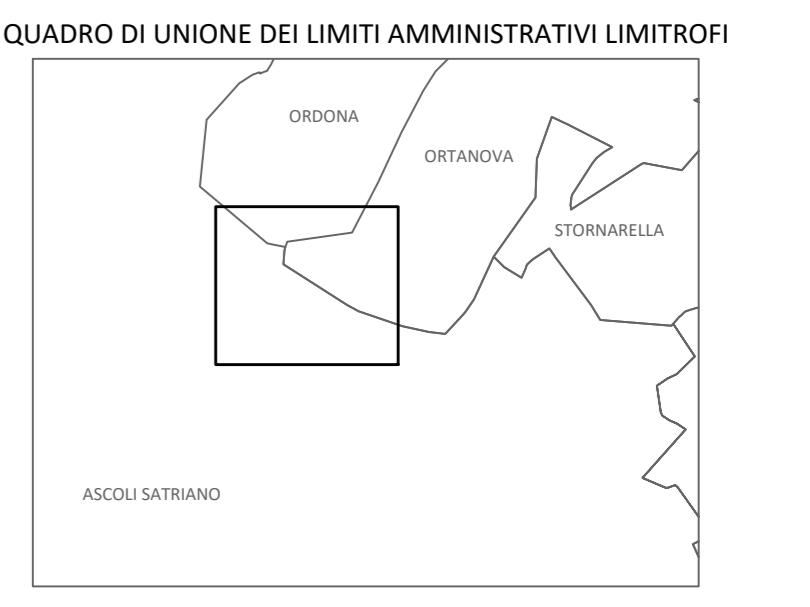 QUADRO DI UNIONE DEI LIMITI AMMINISTRATIVI LIMITROFI
ORDONA
ORTANOVA
STORNARELLA
ASCOLI SATRIANO